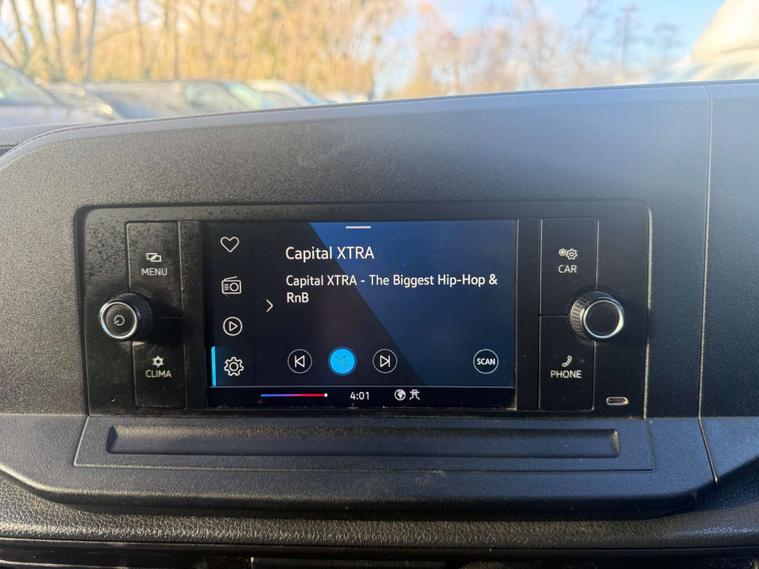 MENU
CLIMA
Capital XTRA
Capital XTRA - The Biggest Hip-Hop &
RnB
SCAN
4:01
CAR
PHONE